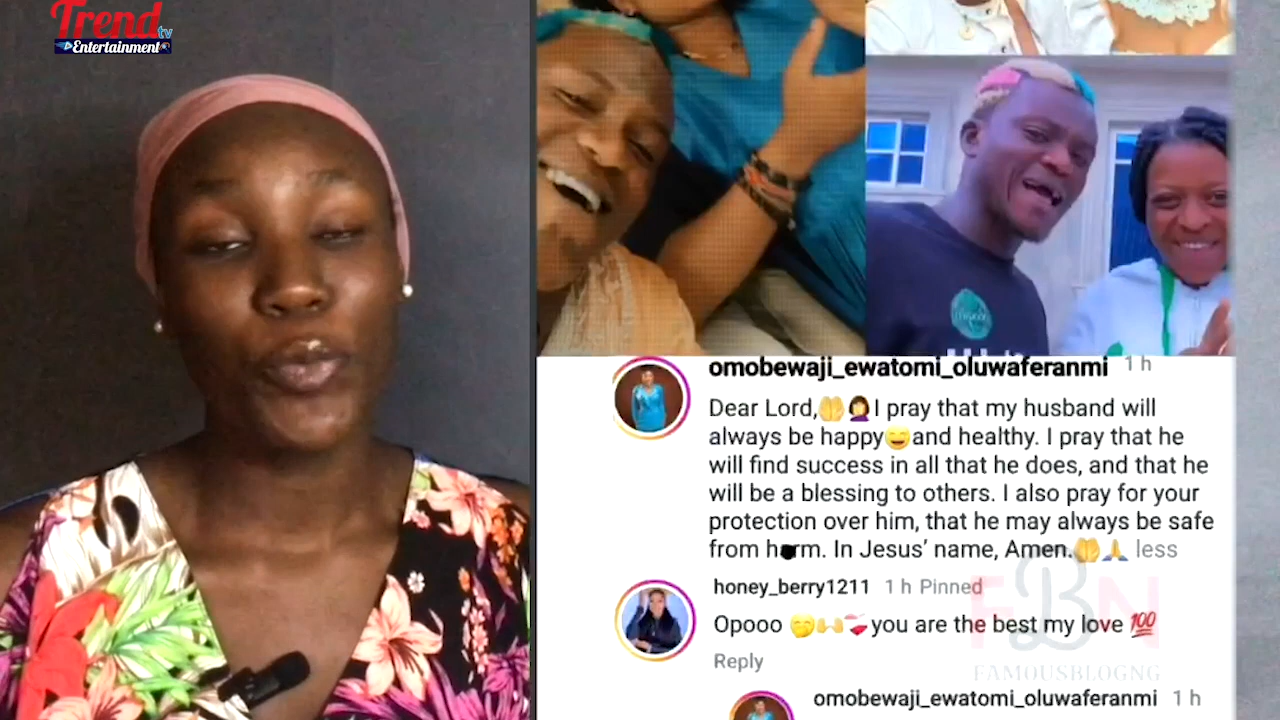 Trend
tv
Entertainment
omobewaji_ewatomi_oluwaferanmi 1 h
Dear Lord,🤲🤦‍♀️I pray that my husband will
always be happy😄and healthy. I pray that he
will find success in all that he does, and that he
will be a blessing to others. I also pray for your
protection over him, that he may always be safe
from harm. In Jesus’ name, Amen.🤲🙏 less
honey_berry1211 1 h Pinned
Opooo 🤭🙌❤️‍🩹you are the best my love 💯
Reply
FBN
FAMOUSBLOGNG
omobewaji_ewatomi_oluwaferanmi 1 h